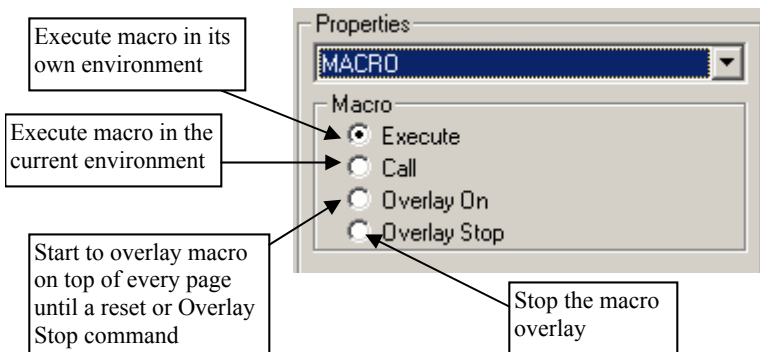 Execute macro in its
own environment
Execute macro in the
current environment
Start to overlay macro
on top of every page
until a reset or Overlay
Stop command
Properties
MACRO
Macro
Execute
Call
Overlay On
Overlay Stop
Stop the macro
overlay